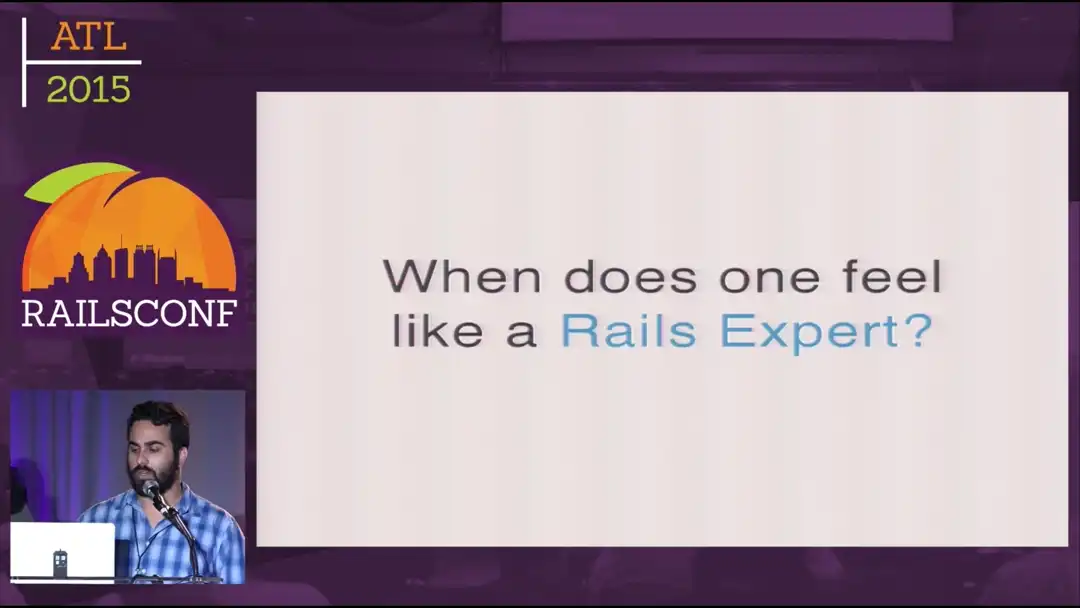 ATL
2015
RAILSCONF
When does one feel
like a Rails Expert?